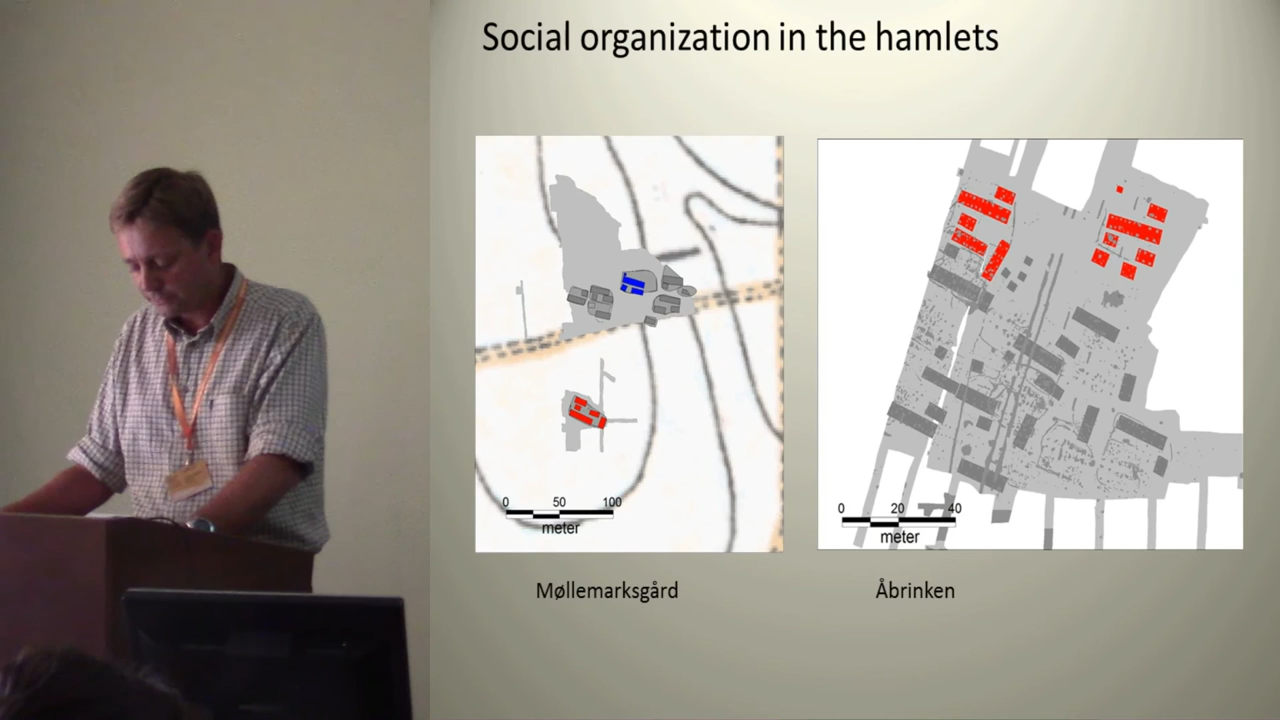 Social organization in the hamlets
0 50 100
meter
0 20 40
meter
Møllemarksgård
Åbrinken